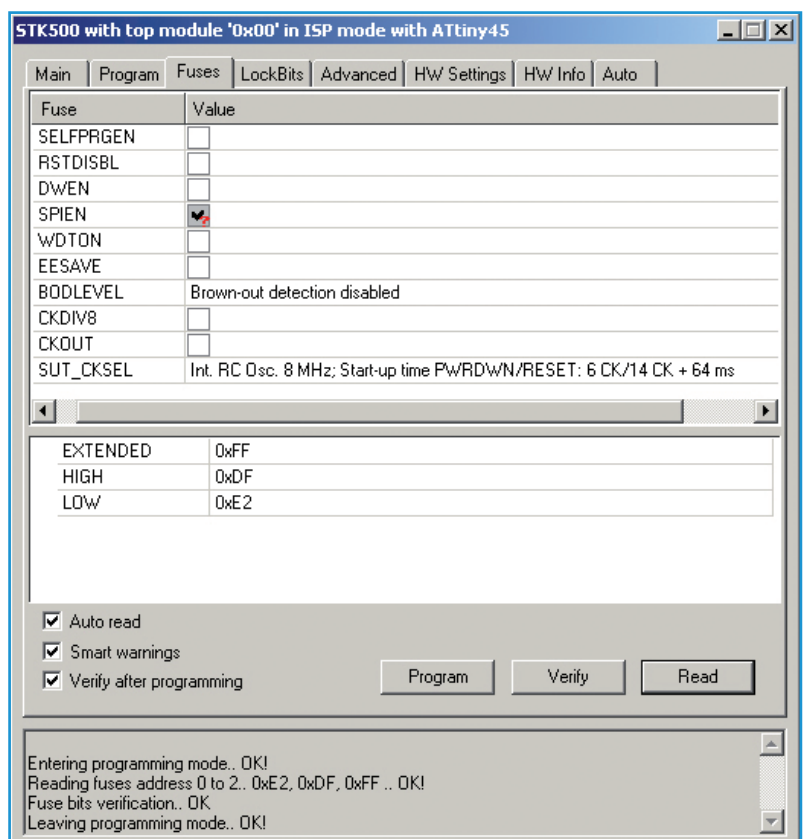 STK500 with top module '0x00' in ISP mode with ATtiny45
Main Program Fuses LockBits Advanced HW Settings HW Info Auto
Fuse Value
SELFPRGEN
RSTDISBL
DWEN
SPIEN
WDTON
EESAVE
BODLEVEL Brown-out detection disabled
CKDIV8
CKOUT
SUT_CKSEL Int. RC Osc. 8 MHz; Start-up time PWRDWN/RESET: 6 CK/14 CK + 64 ms
EXTENDED 0xFF
HIGH 0xDF
LOW 0xE2
Auto read
Smart warnings
Verify after programming
Program Verify Read
Entering programming mode.. OK!
Reading fuses address 0 to 2.. 0xE2, 0xDF, 0xFF .. OK!
Fuse bits verification.. OK
Leaving programming mode.. OK!